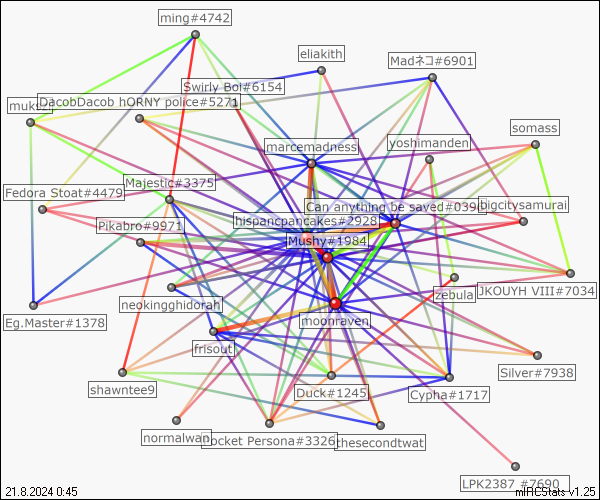 ming#4742
eliakith
Madネコ#6901
Swirly Boi#6154
DacobDacob hORNY police#5271
somass
marcemadness
yoshimanden
Majestic#3375
Fedora Stoat#4479
Can anything be saved#0396
bigcitysamurai
hispancpancakes#2928
Pikabro#9971
Mushy#1984
zebula
JKOUYH VIII#7034
neokingghidorah
Eg.Master#1378
moonraven
frisout
Silver#7938
shawntee9
Duck#1245
Cypha#1717
normalwan
Persona#3326
thesecondtwat
LPK2387 #7690
21.8.2024 0:45
mIRCStats v1.25